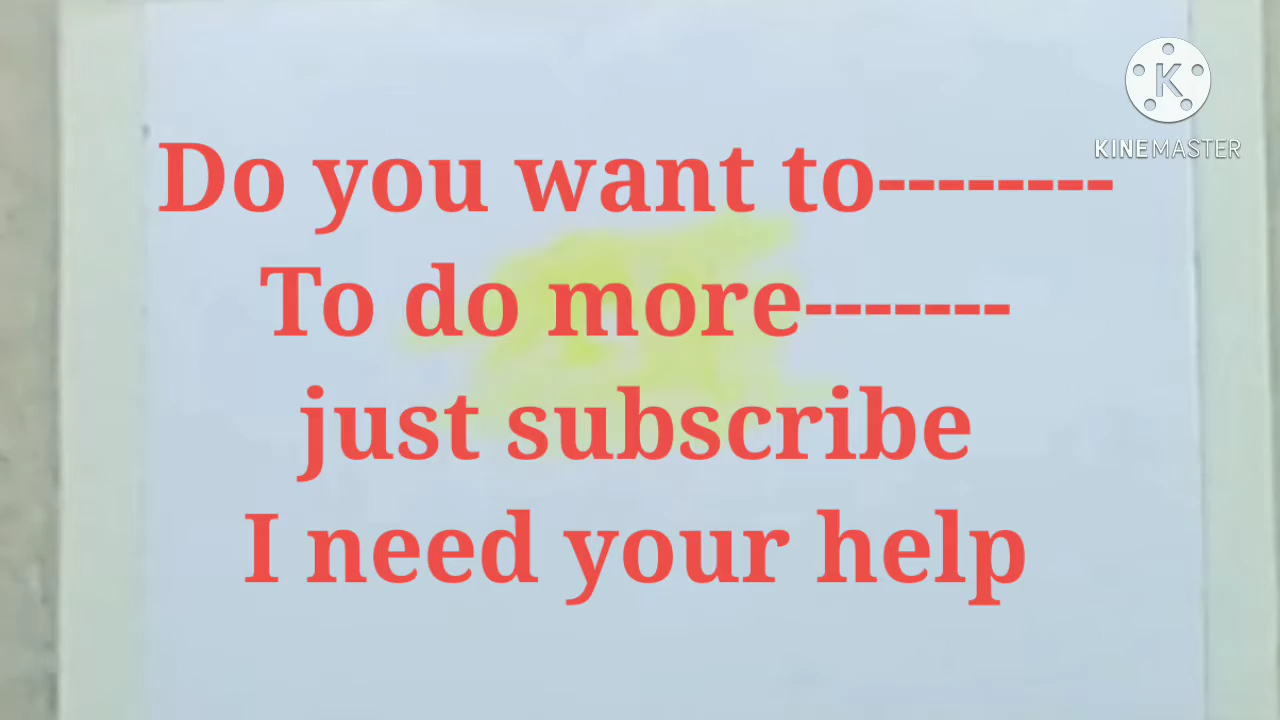 KINEMASTER
Do you want to--------
To do more-------
just subscribe
I need your help